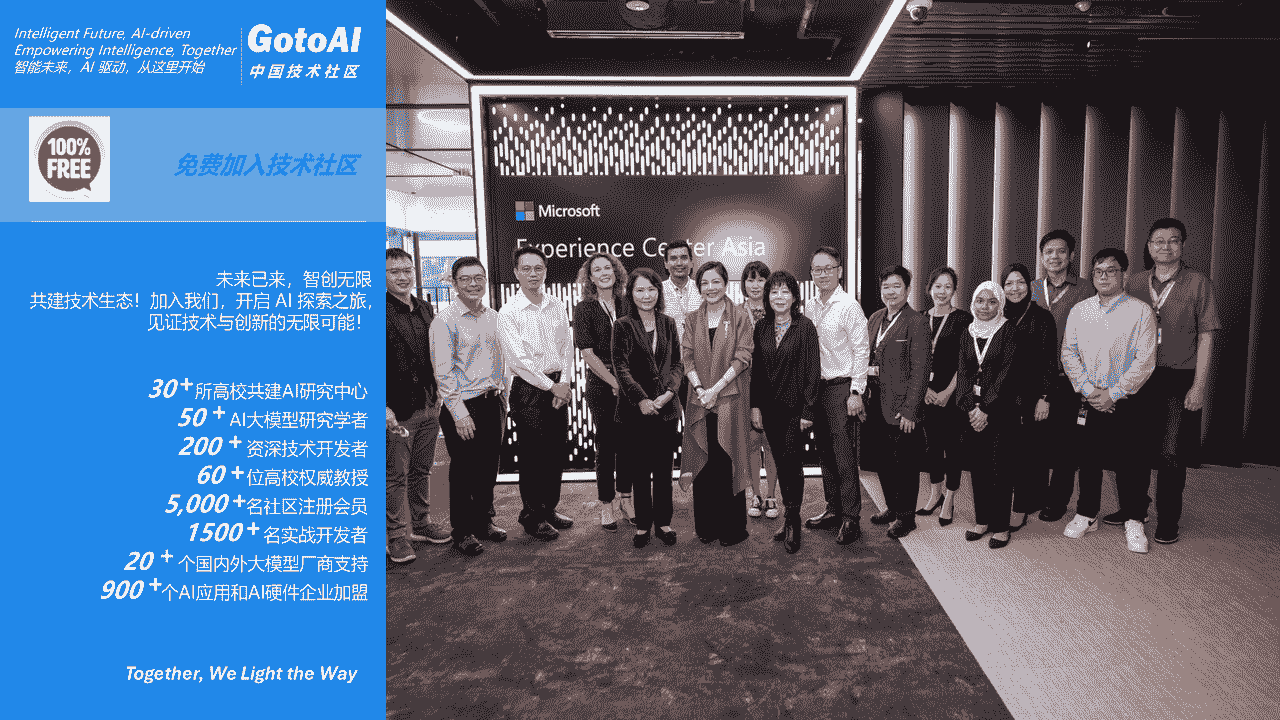 Intelligent Future, AI-driven
Empowering Intelligence, Together
智能未来，AI 驱动，从这里开始
GotoAI
中国技术社区
100%
FREE
免费加入技术社区
未来已来，智创无限
共建技术生态！加入我们，开启 AI 探索之旅，
见证技术与创新的无限可能！
30+所高校共建AI研究中心
50 + AI大模型研究学者
200 + 资深技术开发者
60 +位高校权威教授
5,000 +名社区注册会员
1500 + 名实战开发者
20 + 个国内外大模型厂商支持
900 +个AI应用和AI硬件企业加盟
Together, We Light the Way
Microsoft
Experience Center Asia